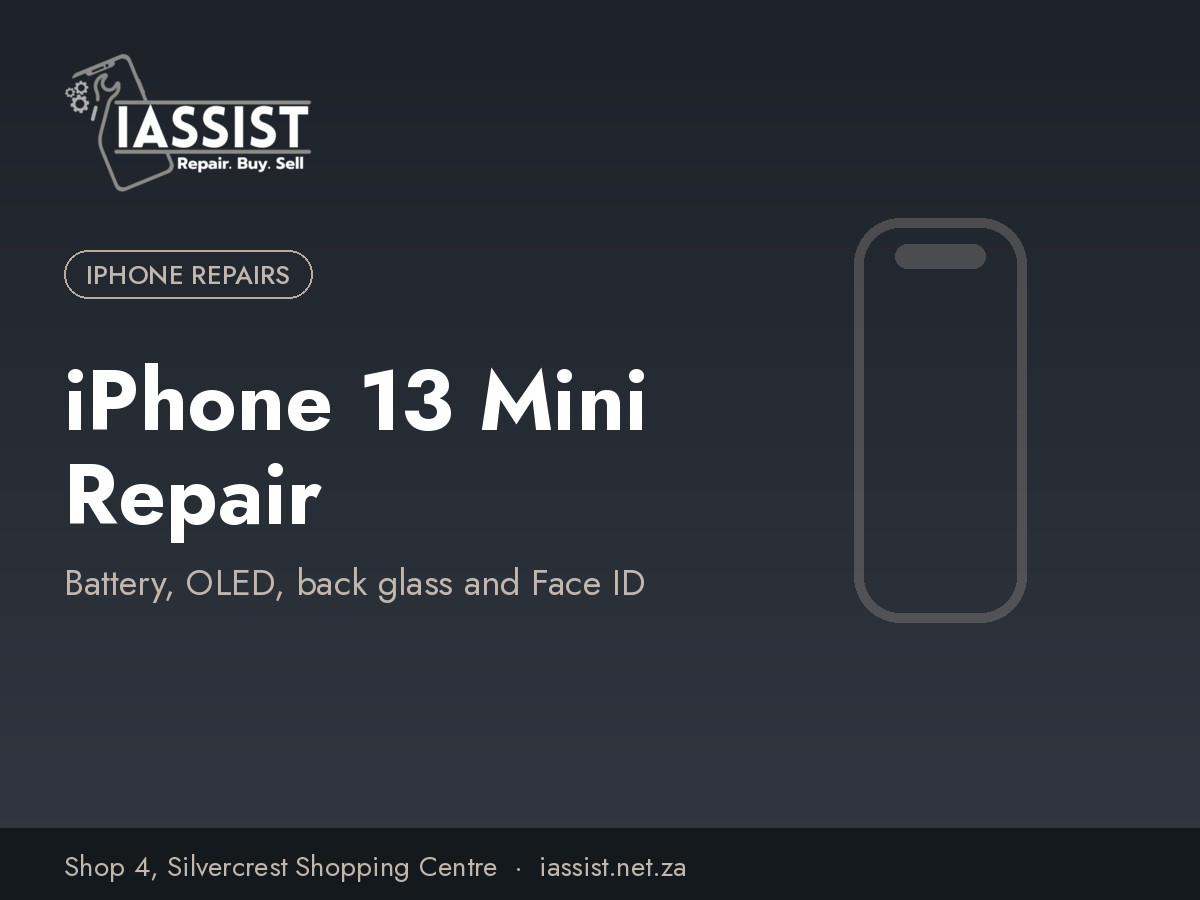 IASSIST
Repair. Buy. Sell
IPHONE REPAIRS
iPhone 13 Mini
Repair
Battery, OLED, back glass and Face ID
Shop 4, Silvercrest Shopping Centre · iassist.net.za